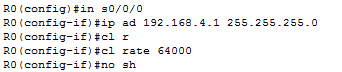 R0(config)#in s0/0/0
R0(config-if)#ip ad 192.168.4.1 255.255.255.0
R0(config-if)#cl r
R0(config-if)#cl rate 64000
R0(config-if)#no sh